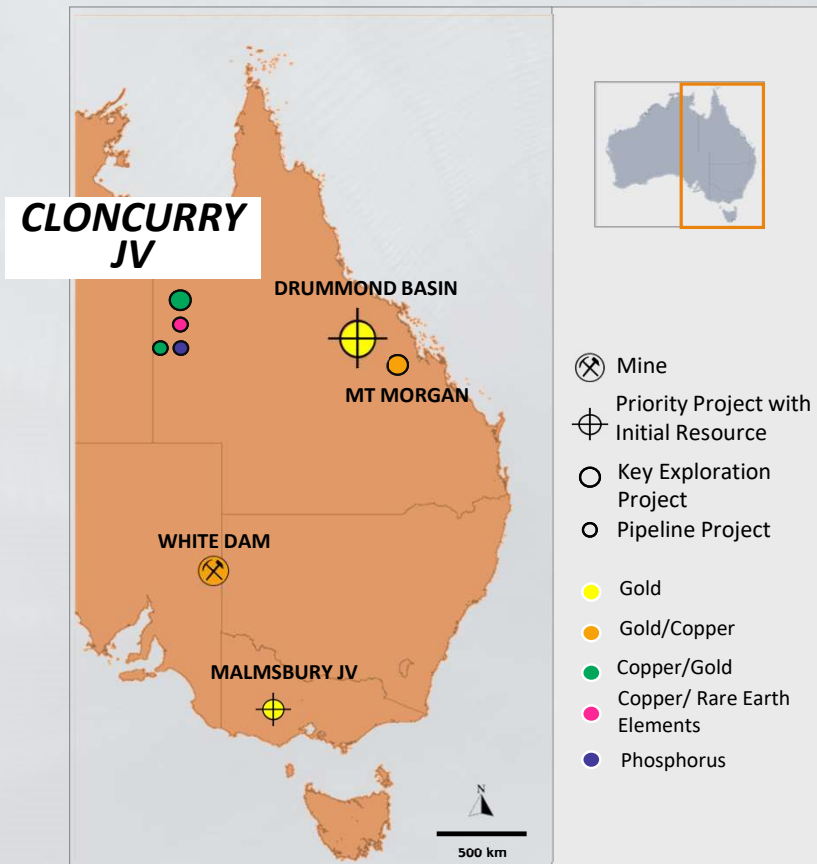 CLONCURRY
JV
DRUMMOND BASIN
MT MORGAN
WHITE DAM
MALMSBURY JV
N
500 km
Mine
Priority Project with
Initial Resource
Key Exploration
Project
Pipeline Project
Gold
Gold/Copper
Copper/Gold
Copper/ Rare Earth
Elements
Phosphorus